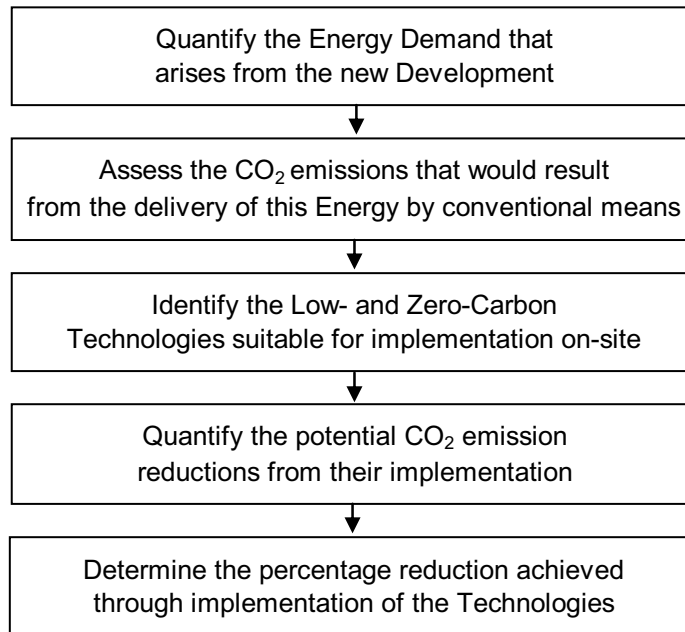 Quantify the Energy Demand that
arises from the new Development
Assess the CO₂ emissions that would result
from the delivery of this Energy by conventional means
Identify the Low- and Zero-Carbon
Technologies suitable for implementation on-site
Quantify the potential CO₂ emission
reductions from their implementation
Determine the percentage reduction achieved
through implementation of the Technologies